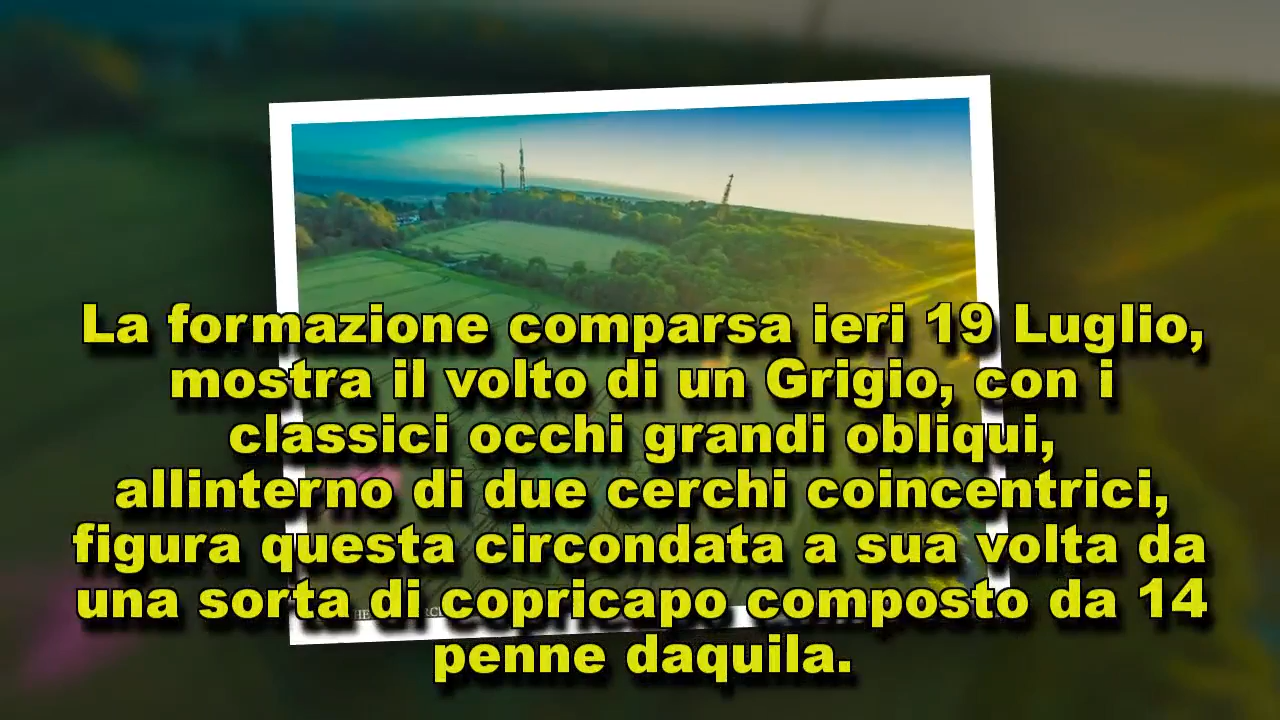 La formazione comparsa ieri 19 Luglio,
mostra il volto di un Grigio, con i
classici occhi grandi obliqui,
allinterno di due cerchi coincentrici,
figura questa circondata a sua volta da
una sorta di copricapo composto da 14
penne daquila.